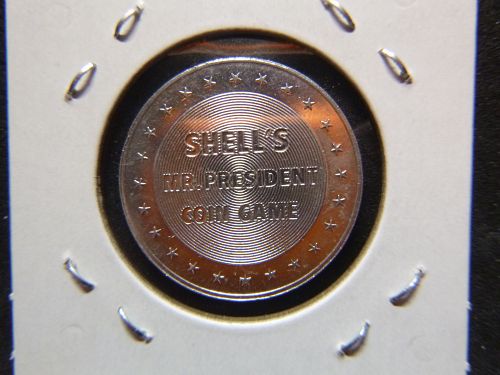 SHELL'S
MR. PRESIDENT
COIN GAME